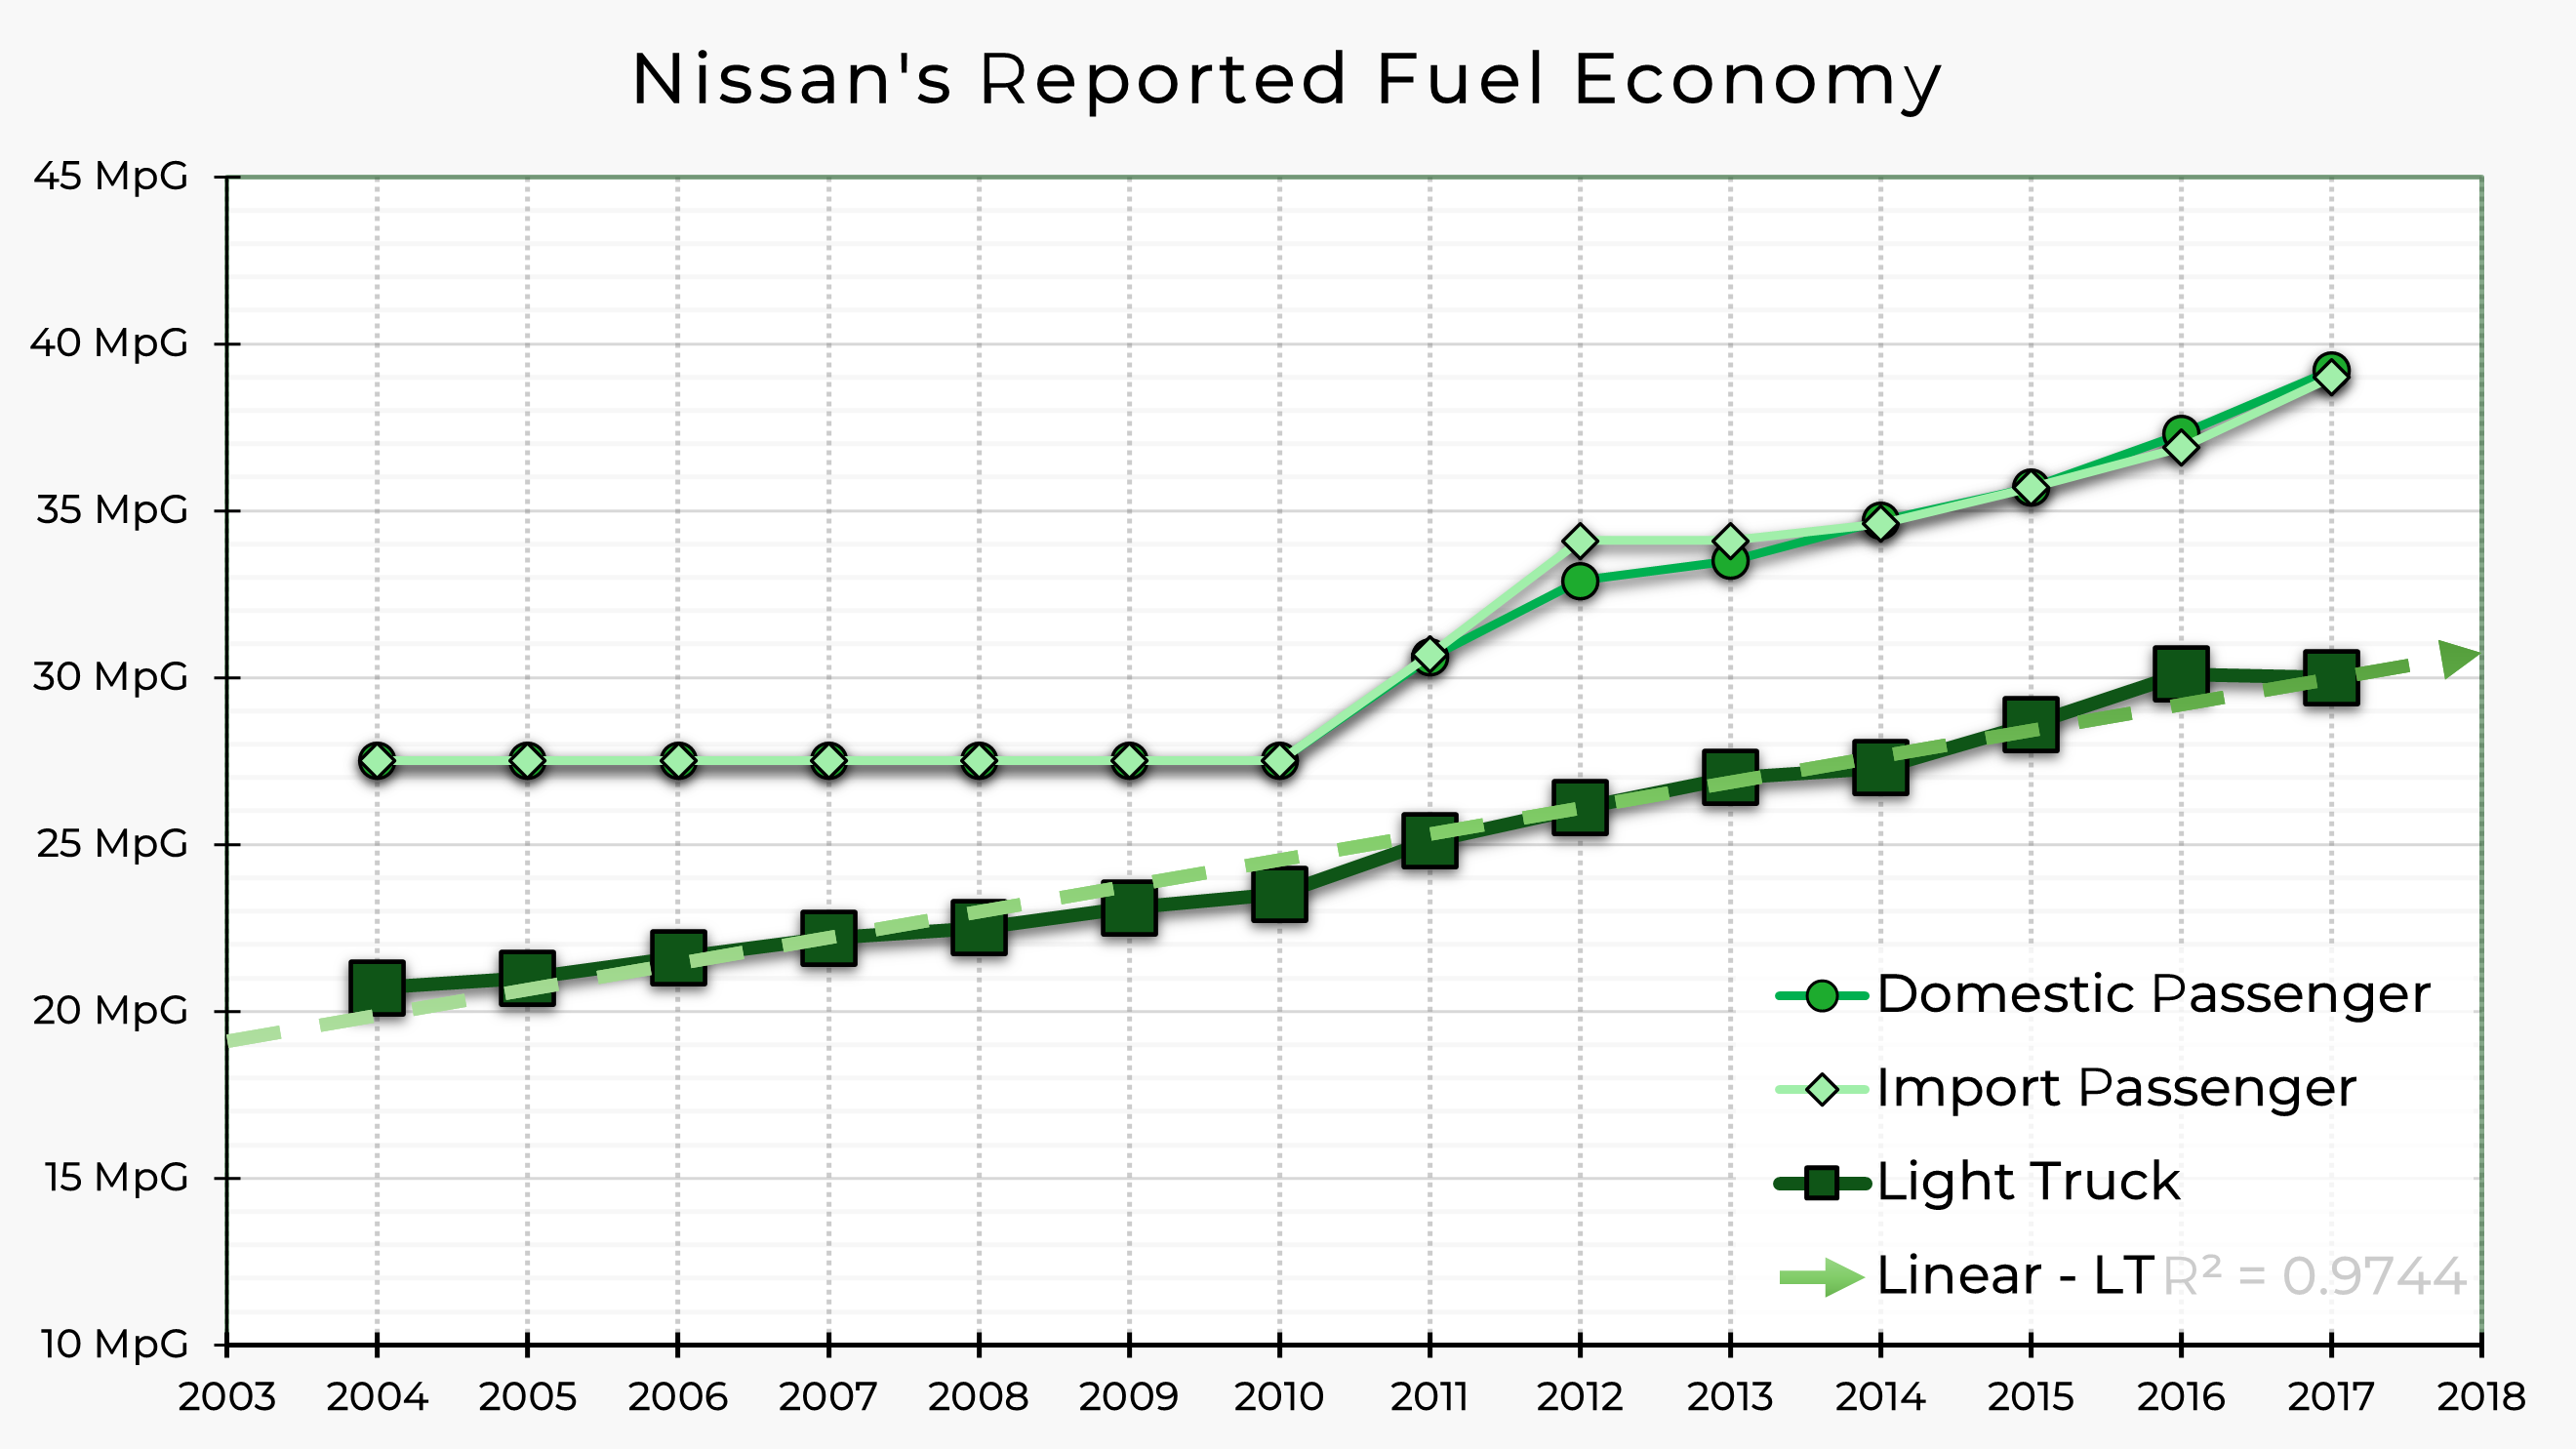 Nissan's Reported Fuel Economy
45 MpG
40 MpG
35 MpG
30 MpG
25 MpG
20 MpG
15 MpG
10 MpG
Domestic Passenger
Import Passenger
Light Truck
Linear - LT R² = 0.9744
2003 2004 2005 2006 2007 2008 2009 2010 2011 2012 2013 2014 2015 2016 2017 2018